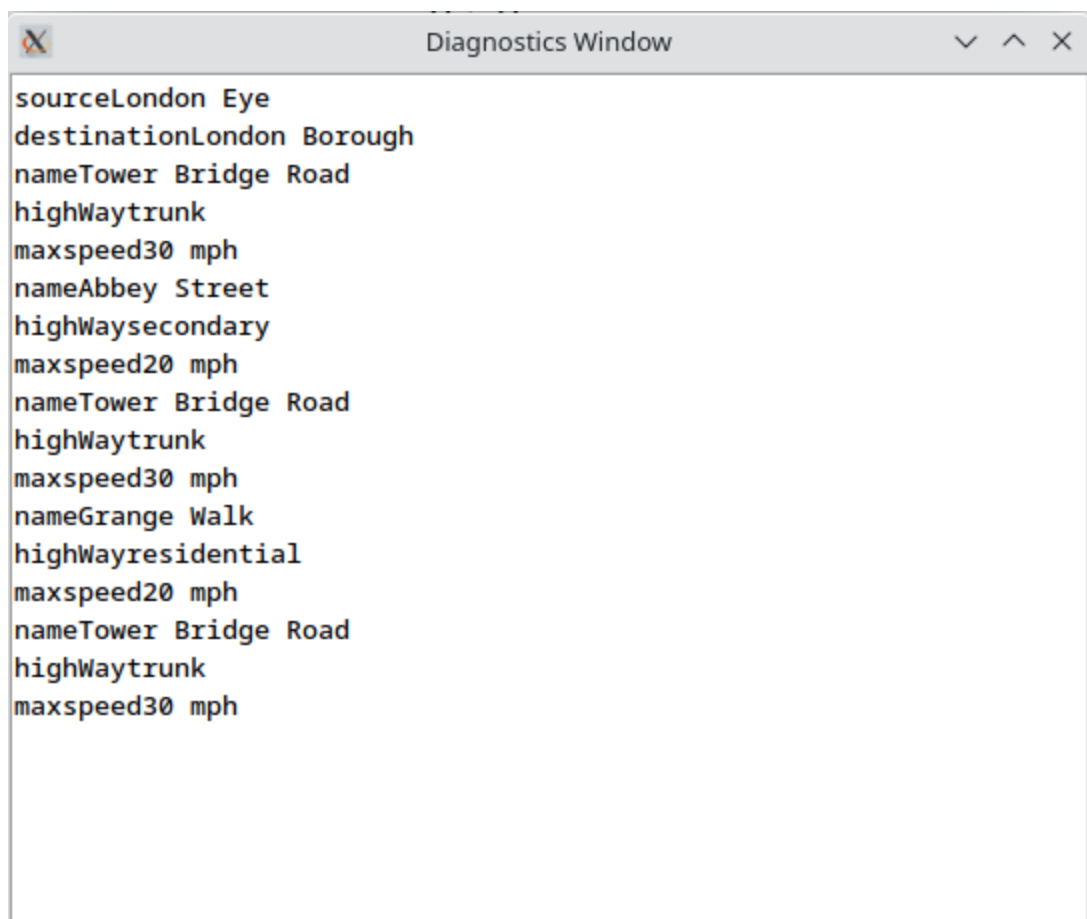 Diagnostics Window
sourceLondon Eye
destinationLondon Borough
nameTower Bridge Road
highWaytrunk
maxspeed30 mph
nameAbbey Street
highWaysecondary
maxspeed20 mph
nameTower Bridge Road
highWaytrunk
maxspeed30 mph
nameGrange Walk
highWayresidential
maxspeed20 mph
nameTower Bridge Road
highWaytrunk
maxspeed30 mph